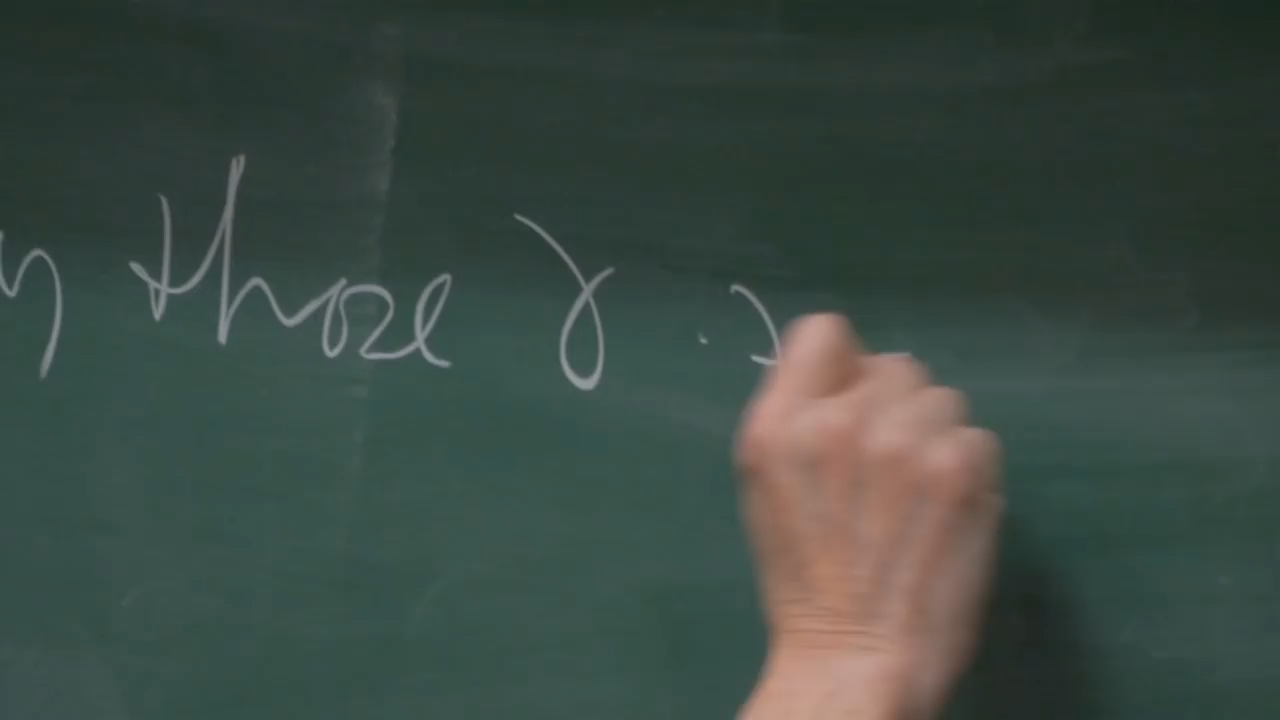 those γ .